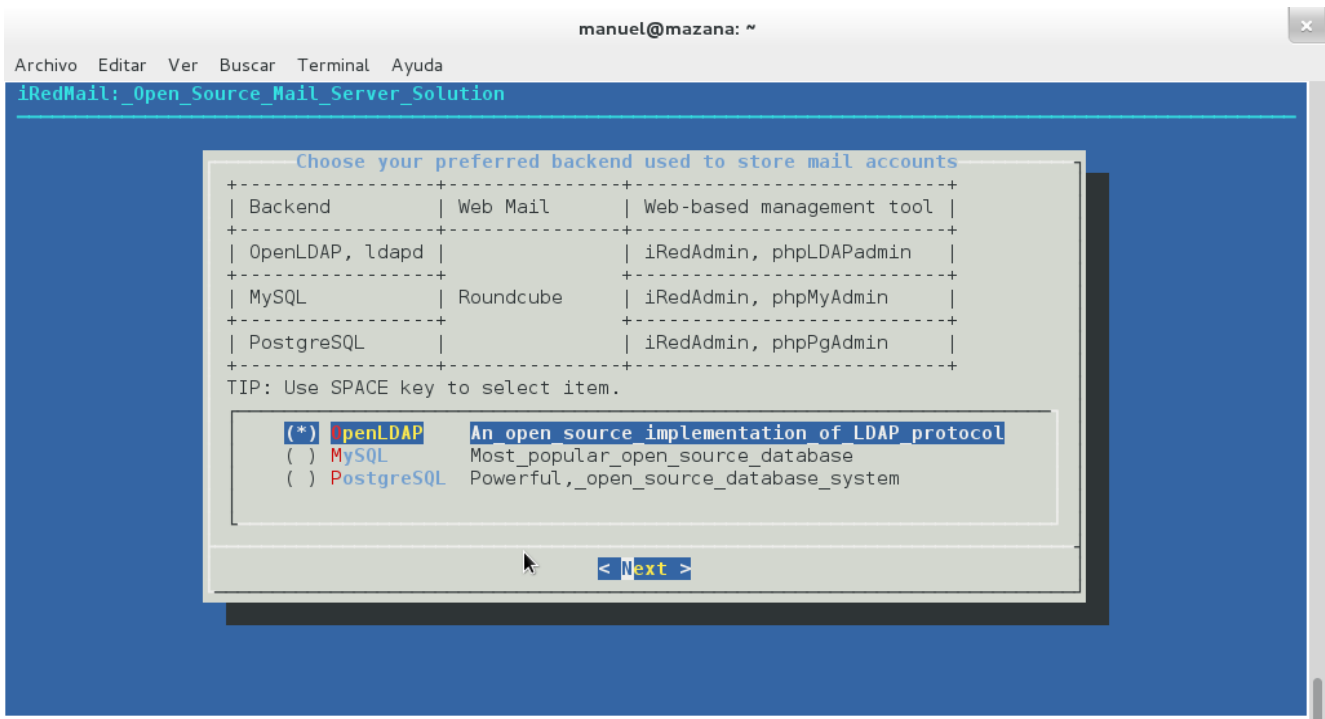 manuel@mazana: ~
×
Archivo Editar Ver Buscar Terminal Ayuda
iRedMail:_Open_Source_Mail_Server_Solution
Choose your preferred backend used to store mail accounts
+------------------+---------------+----------------------------+
| Backend | Web Mail | Web-based management tool |
+------------------+---------------+----------------------------+
| OpenLDAP, ldapd | | iRedAdmin, phpLDAPadmin |
+------------------+ +----------------------------+
| MySQL | Roundcube | iRedAdmin, phpMyAdmin |
+------------------+ +----------------------------+
| PostgreSQL | | iRedAdmin, phpPgAdmin |
+------------------+---------------+----------------------------+
TIP: Use SPACE key to select item.
(*) OpenLDAP An_open_source_implementation_of_LDAP_protocol
( ) MySQL Most_popular_open_source_database
( ) PostgreSQL Powerful,_open_source_database_system
< Next >